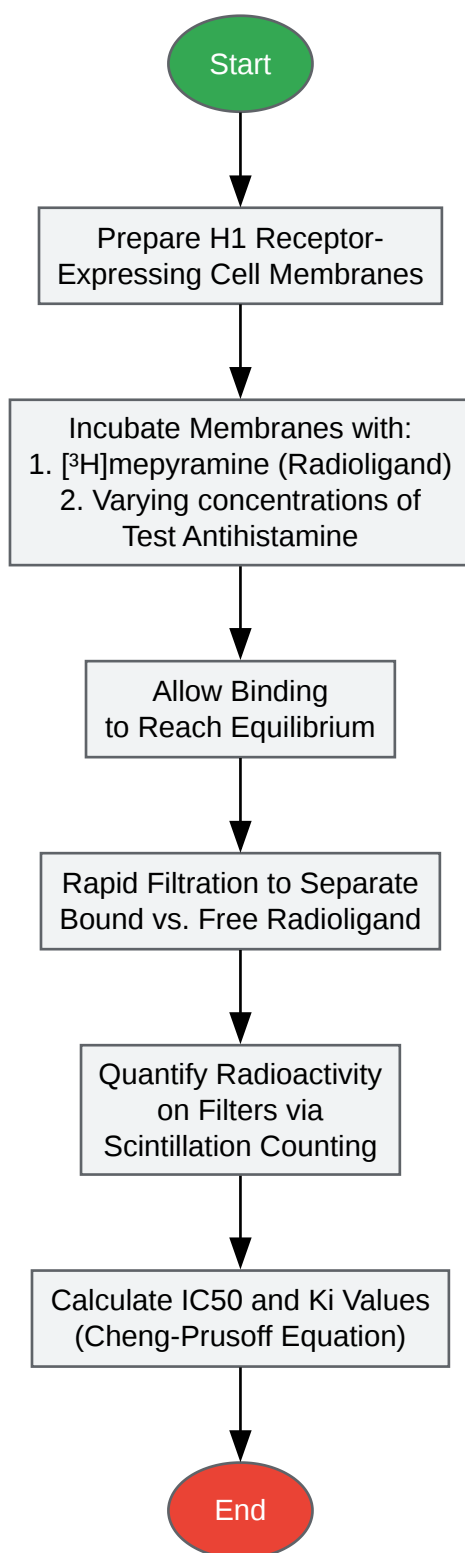 Start
Prepare H1 Receptor-
Expressing Cell Membranes
Incubate Membranes with:
1. [³H]mepyramine (Radioligand)
2. Varying concentrations of
Test Antihistamine
Allow Binding
to Reach Equilibrium
Rapid Filtration to Separate
Bound vs. Free Radioligand
Quantify Radioactivity
on Filters via
Scintillation Counting
Calculate IC50 and Ki Values
(Cheng-Prusoff Equation)
End